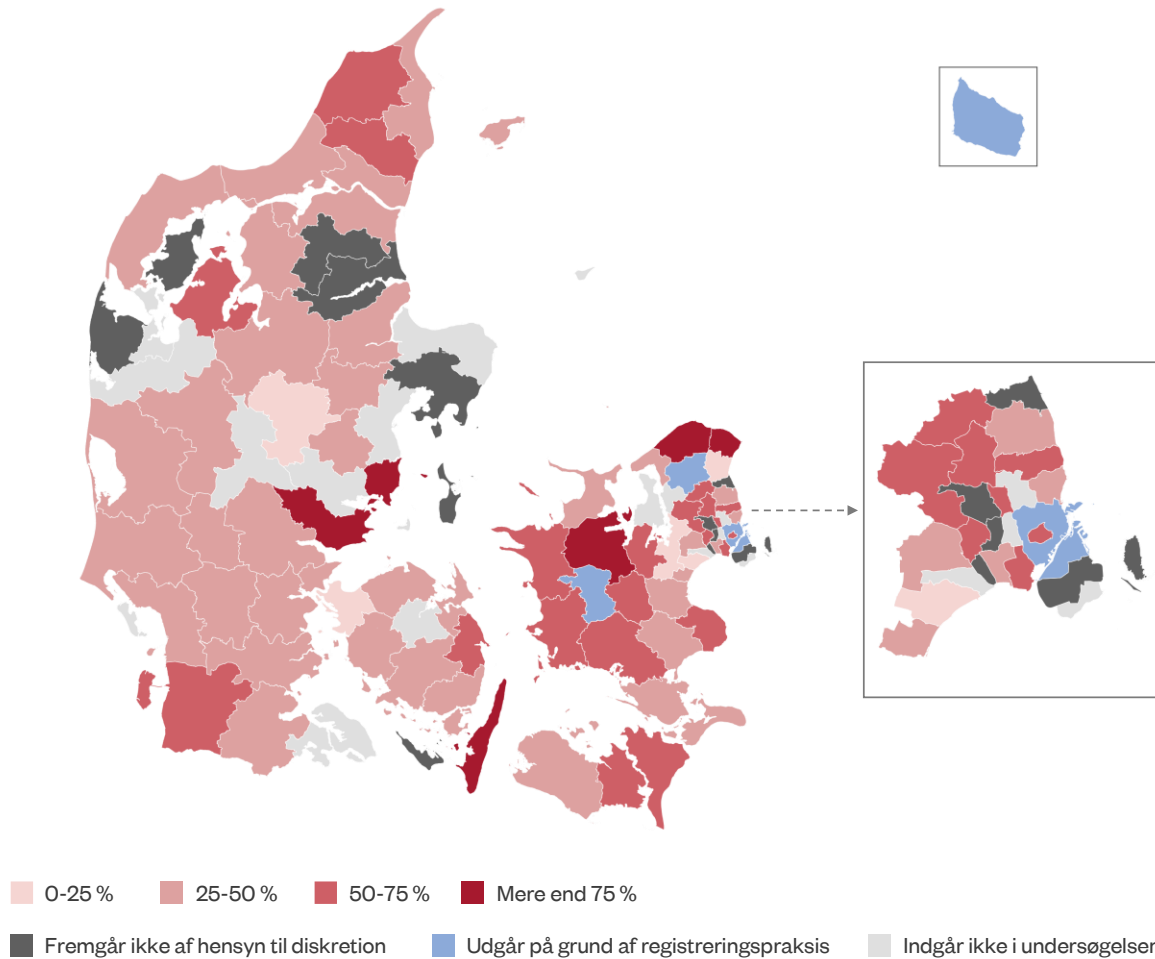 0-25 %
25-50 %
50-75 %
Mere end 75 %
Fremgår ikke af hensyn til diskretion
Udgår på grund af registreringspraksis
Indgår ikke i undersøgelser